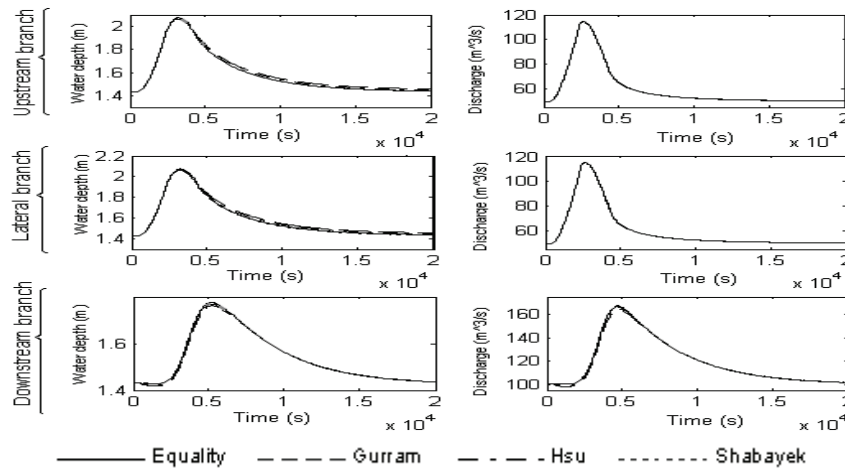 Upstream branch
Water depth (m)
2
1.8
1.6
1.4
0 0.5 1 1.5 2
Time (s)
x 10^4
Discharge (m^3/s)
120
100
80
60
0 0.5 1 1.5 2
Time (s)
x 10^4
Lateral branch
Water depth (m)
2.2
2
1.8
1.6
1.4
0 0.5 1 1.5 2
Time (s)
x 10^4
Discharge (m^3/s)
120
100
80
60
0 0.5 1 1.5 2
Time (s)
x 10^4
Downstream branch
Water depth (m)
1.6
1.4
0 0.5 1 1.5 2
Time (s)
x 10^4
Discharge (m^3/s)
160
140
120
100
0 0.5 1 1.5 2
Time (s)
x 10^4
Equality Gurram Hsu Shabayek